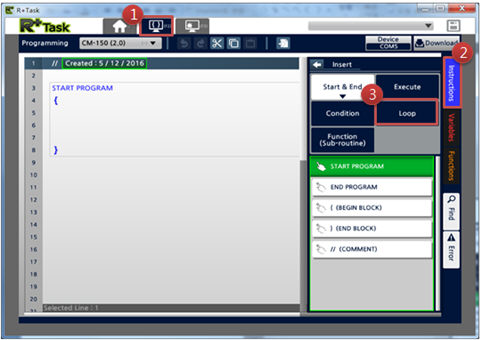 R+Task
1
R+Task
2
Programming CM-150 (2.0)
Device
COM5
Download
1 // Created : 5 / 12 / 2016
2
3 START PROGRAM
4 {
5
6
7
8 }
9
10
11
12
13
14
15
16
17
18
19
20
Selected Line : 1
Insert
Start & End
Execute
3
Condition
Loop
Function
(Sub-routine)
START PROGRAM
END PROGRAM
{ (BEGIN BLOCK)
} (END BLOCK)
// (COMMENT)
Instructions
Variables
Functions
Find
Error